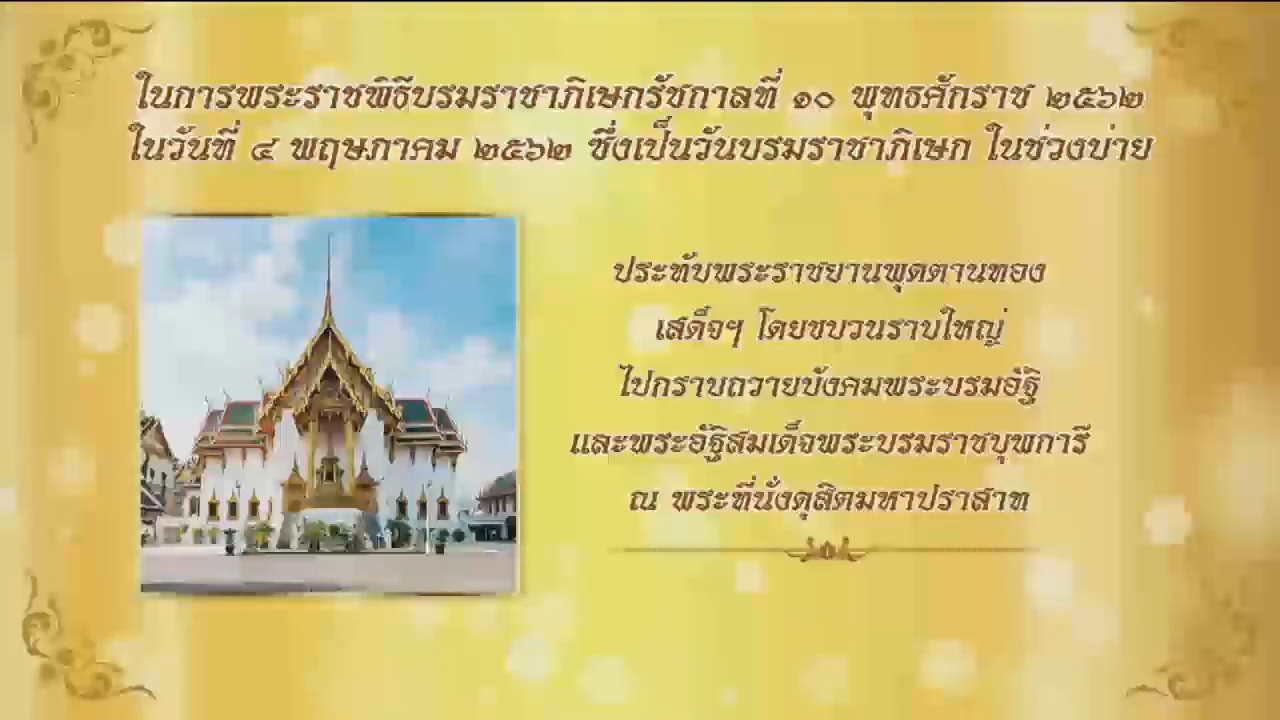 ในการพระราชพิธีบรมราชาภิเษกรัชกาลที่ ๑๐ พุทธศักราช ๒๕๖๒
ในวันที่ ๔ พฤษภาคม ๒๕๖๒ ซึ่งเป็นวันบรมราชาภิเษก ในช่วงบ่าย
ประทับพระราชยานพุดตานทอง
เสด็จฯ โดยขบวนราบใหญ่
ไปกราบถวายบังคมพระบรมอัฐิ
และพระอัฐิสมเด็จพระบรมราชบุพการี
ณ พระที่นั่งดุสิตมหาปราสาท